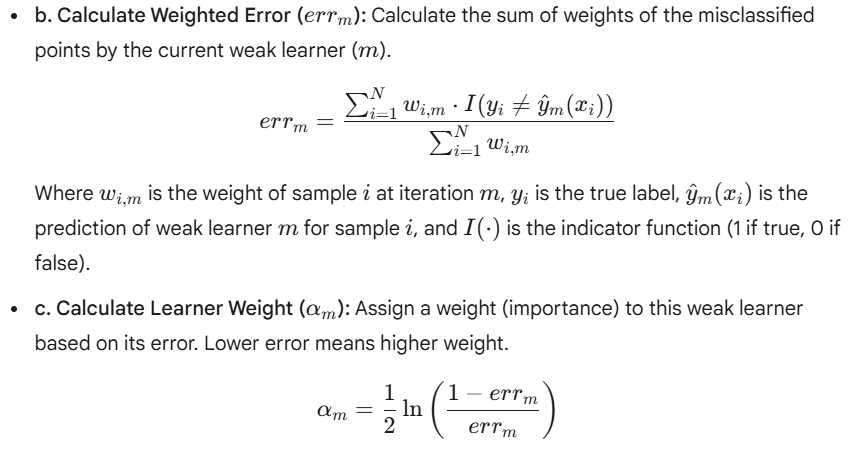 • b. Calculate Weighted Error (err_m): Calculate the sum of weights of the misclassified
points by the current weak learner (m).
err_m = \frac{\sum_{i=1}^{N} w_{i,m} \cdot I(y_i \neq \hat{y}_m(x_i))}{\sum_{i=1}^{N} w_{i,m}}
Where w_{i,m} is the weight of sample i at iteration m, y_i is the true label, \hat{y}_m(x_i) is the
prediction of weak learner m for sample i, and I(·) is the indicator function (1 if true, 0 if
false).
• c. Calculate Learner Weight (α_m): Assign a weight (importance) to this weak learner
based on its error. Lower error means higher weight.
α_m = \frac{1}{2} \ln \left( \frac{1 - err_m}{err_m} \right)